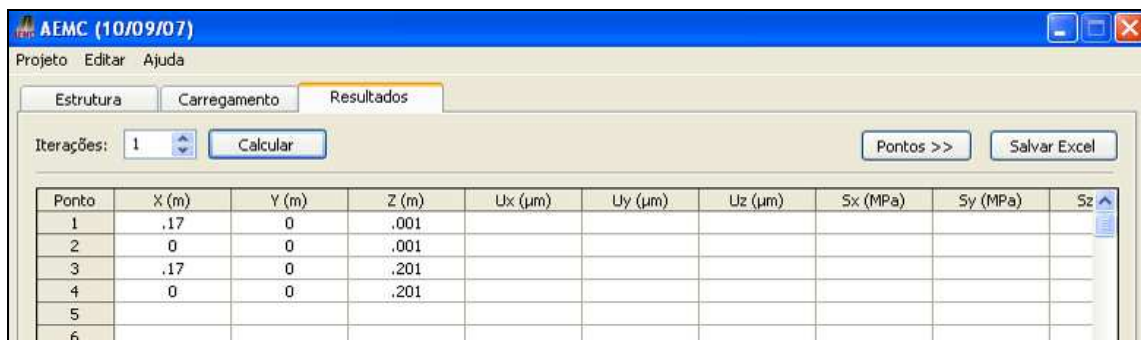 AEMC (10/09/07)
Projeto Editar Ajuda
Estrutura Carregamento Resultados
Iterações: 1 Calcular Pontos >> Salvar Excel
Ponto X (m) Y (m) Z (m) Ux (µm) Uy (µm) Uz (µm) Sx (MPa) Sy (MPa) Sz
1 .17 0 .001
2 0 0 .001
3 .17 0 .201
4 0 0 .201
5
6